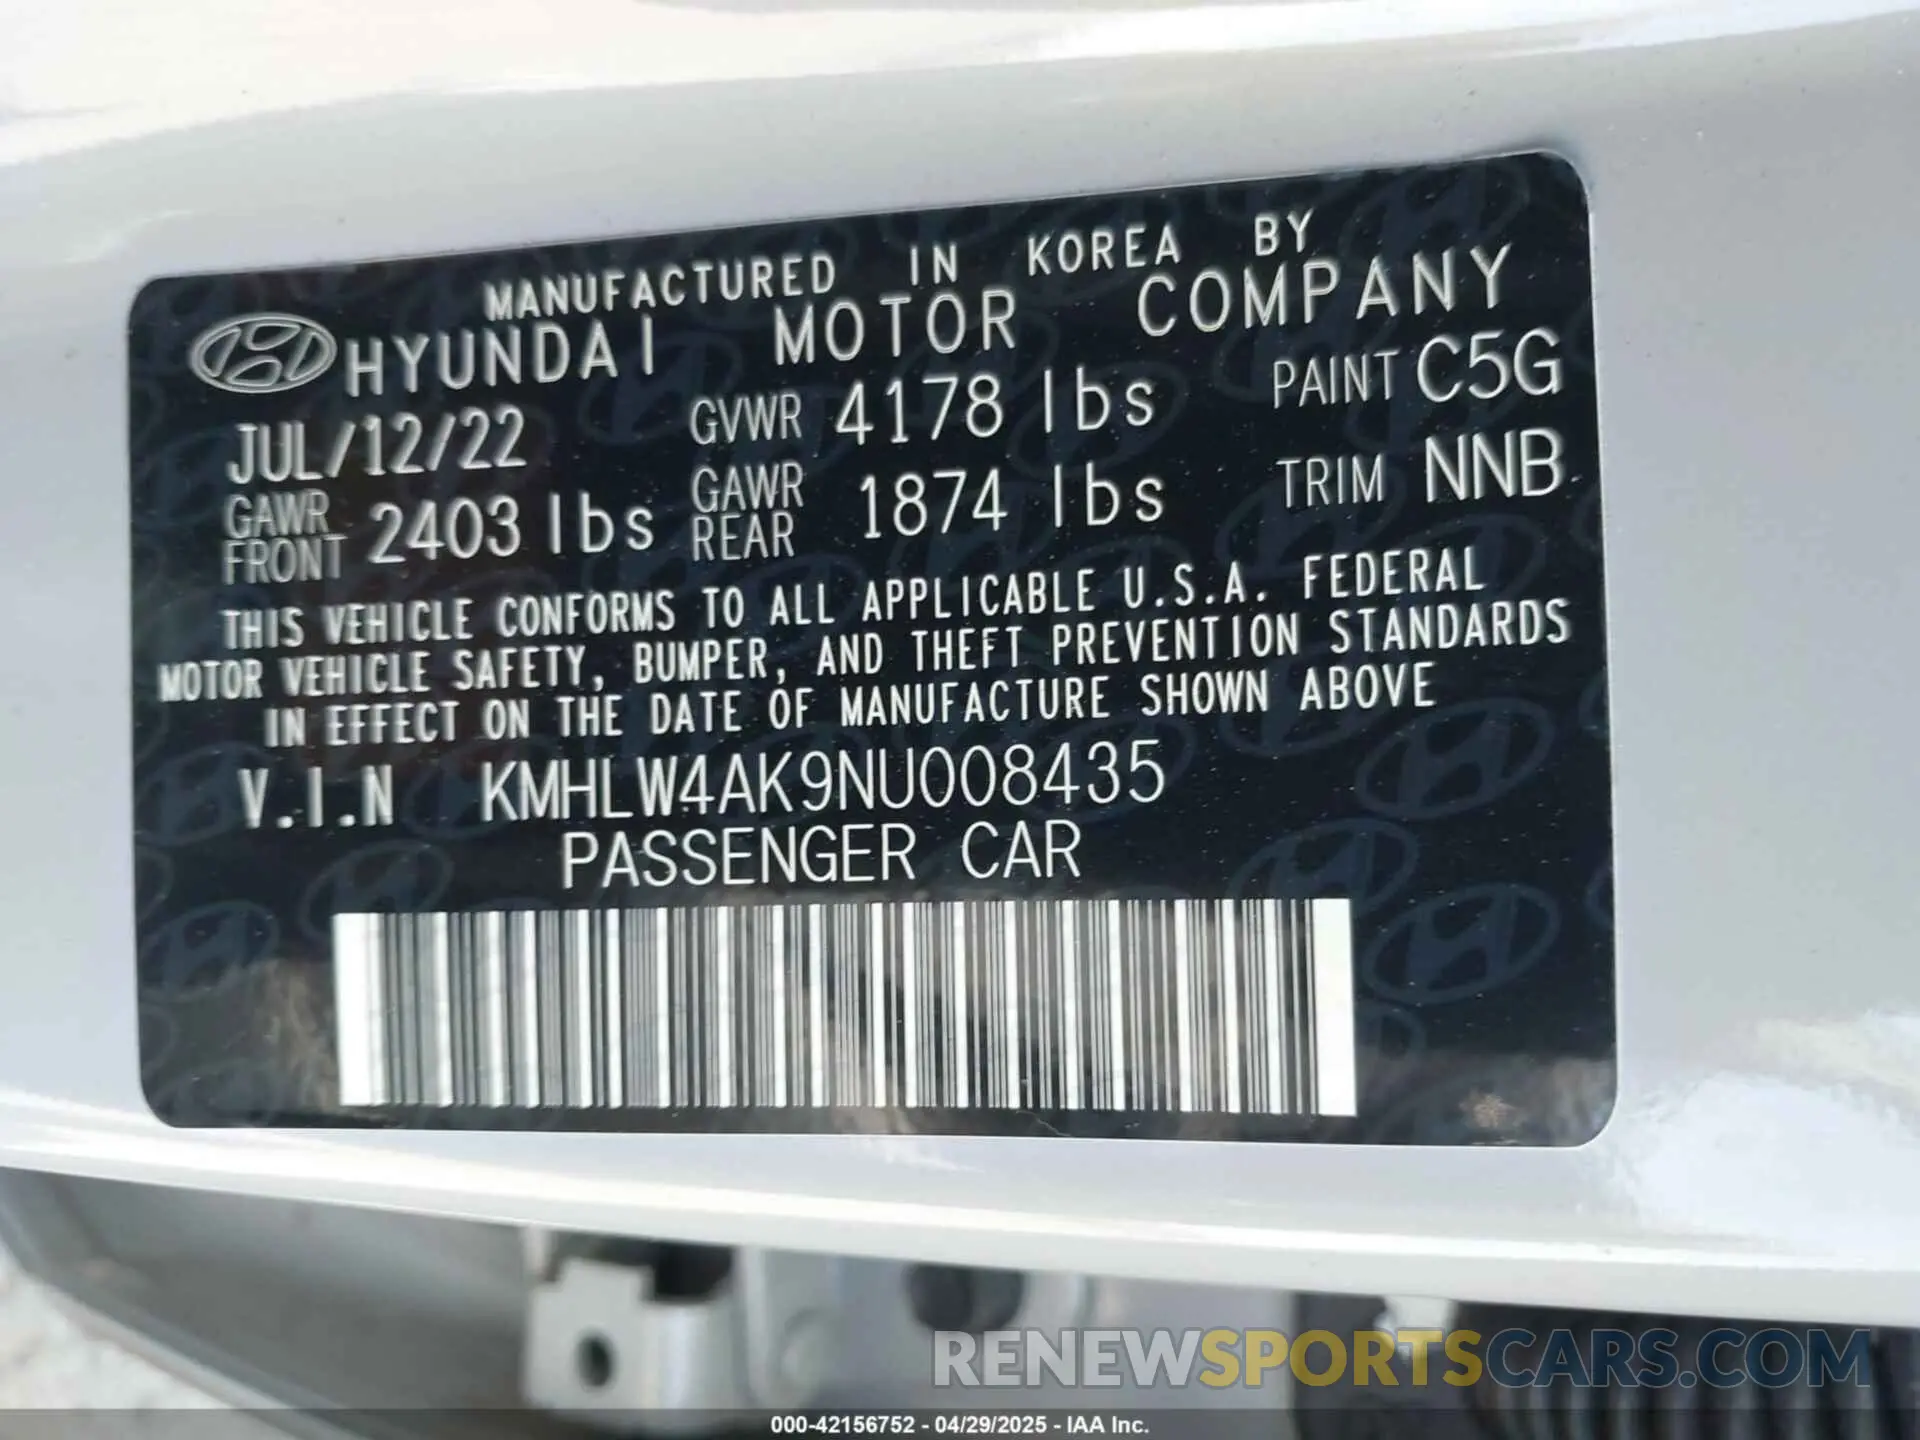 MANUFACTURED IN KOREA BY
HYUNDAI MOTOR COMPANY
JUL/12/22 GVWR 4178 lbs PAINT C5G
GAWR FRONT 2403 lbs GAWR REAR 1874 lbs TRIM NNB
THIS VEHICLE CONFORMS TO ALL APPLICABLE U.S.A. FEDERAL
MOTOR VEHICLE SAFETY, BUMPER, AND THEFT PREVENTION STANDARDS
IN EFFECT ON THE DATE OF MANUFACTURE SHOWN ABOVE
V.I.N KMHLW4AK9NU008435
PASSENGER CAR
RENEWSPORTSCARS.COM
000-42156752 - 04/29/2025 - IAA Inc.